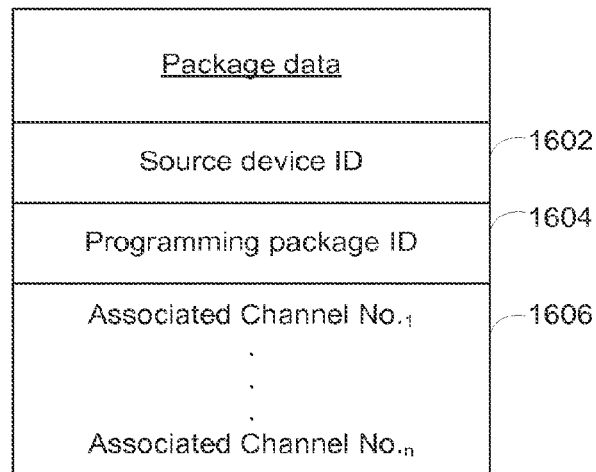 Package data
Source device ID
1602
Programming package ID
1604
Associated Channel No.1
1606
.
.
.
Associated Channel No.n